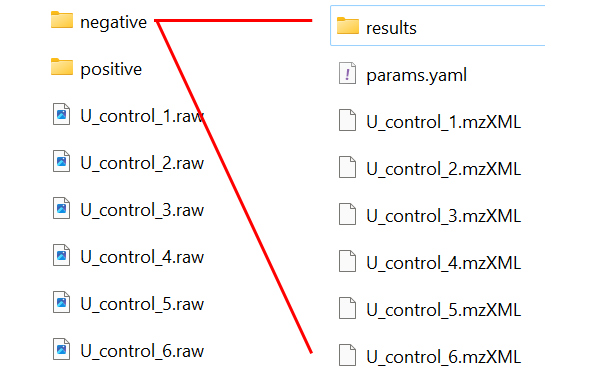 negative
positive
U_control_1.raw
U_control_2.raw
U_control_3.raw
U_control_4.raw
U_control_5.raw
U_control_6.raw
results
params.yaml
U_control_1.mzXML
U_control_2.mzXML
U_control_3.mzXML
U_control_4.mzXML
U_control_5.mzXML
U_control_6.mzXML